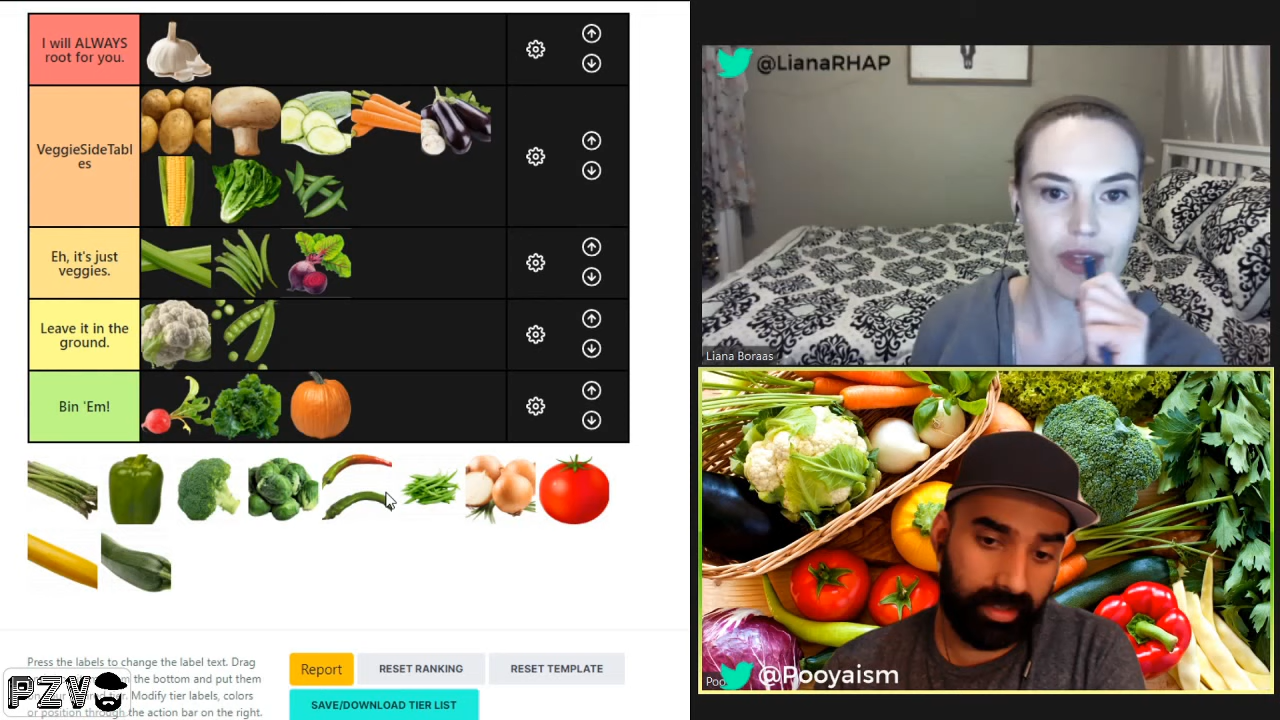 I will ALWAYS
root for you.
VeggieSideTabl
es
Eh, it's just
veggies.
Leave it in the
ground.
Bin 'Em!
Press the labels to change the label text. Drag
from the bottom and put them
Modify tier labels, colors
or position through the action bar on the right.
Report
RESET RANKING
RESET TEMPLATE
SAVE/DOWNLOAD TIER LIST
PZV
@LianaRHAP
Liana Boraas
@Pooyaism